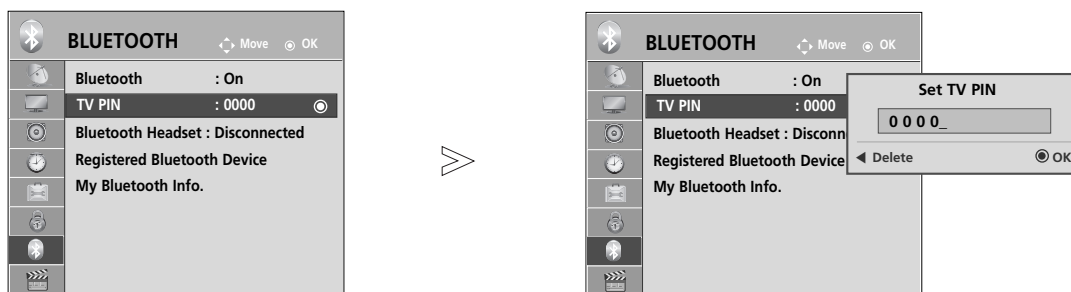 BLUETOOTH Move OK
Bluetooth : On
TV PIN : 0000
Bluetooth Headset : Disconnected
Registered Bluetooth Device
My Bluetooth Info.
BLUETOOTH Move OK
Bluetooth : On
TV PIN : 0000
Bluetooth Headset : Disconn
Registered Bluetooth Device
My Bluetooth Info.
Set TV PIN
0 0 0 0_
Delete OK